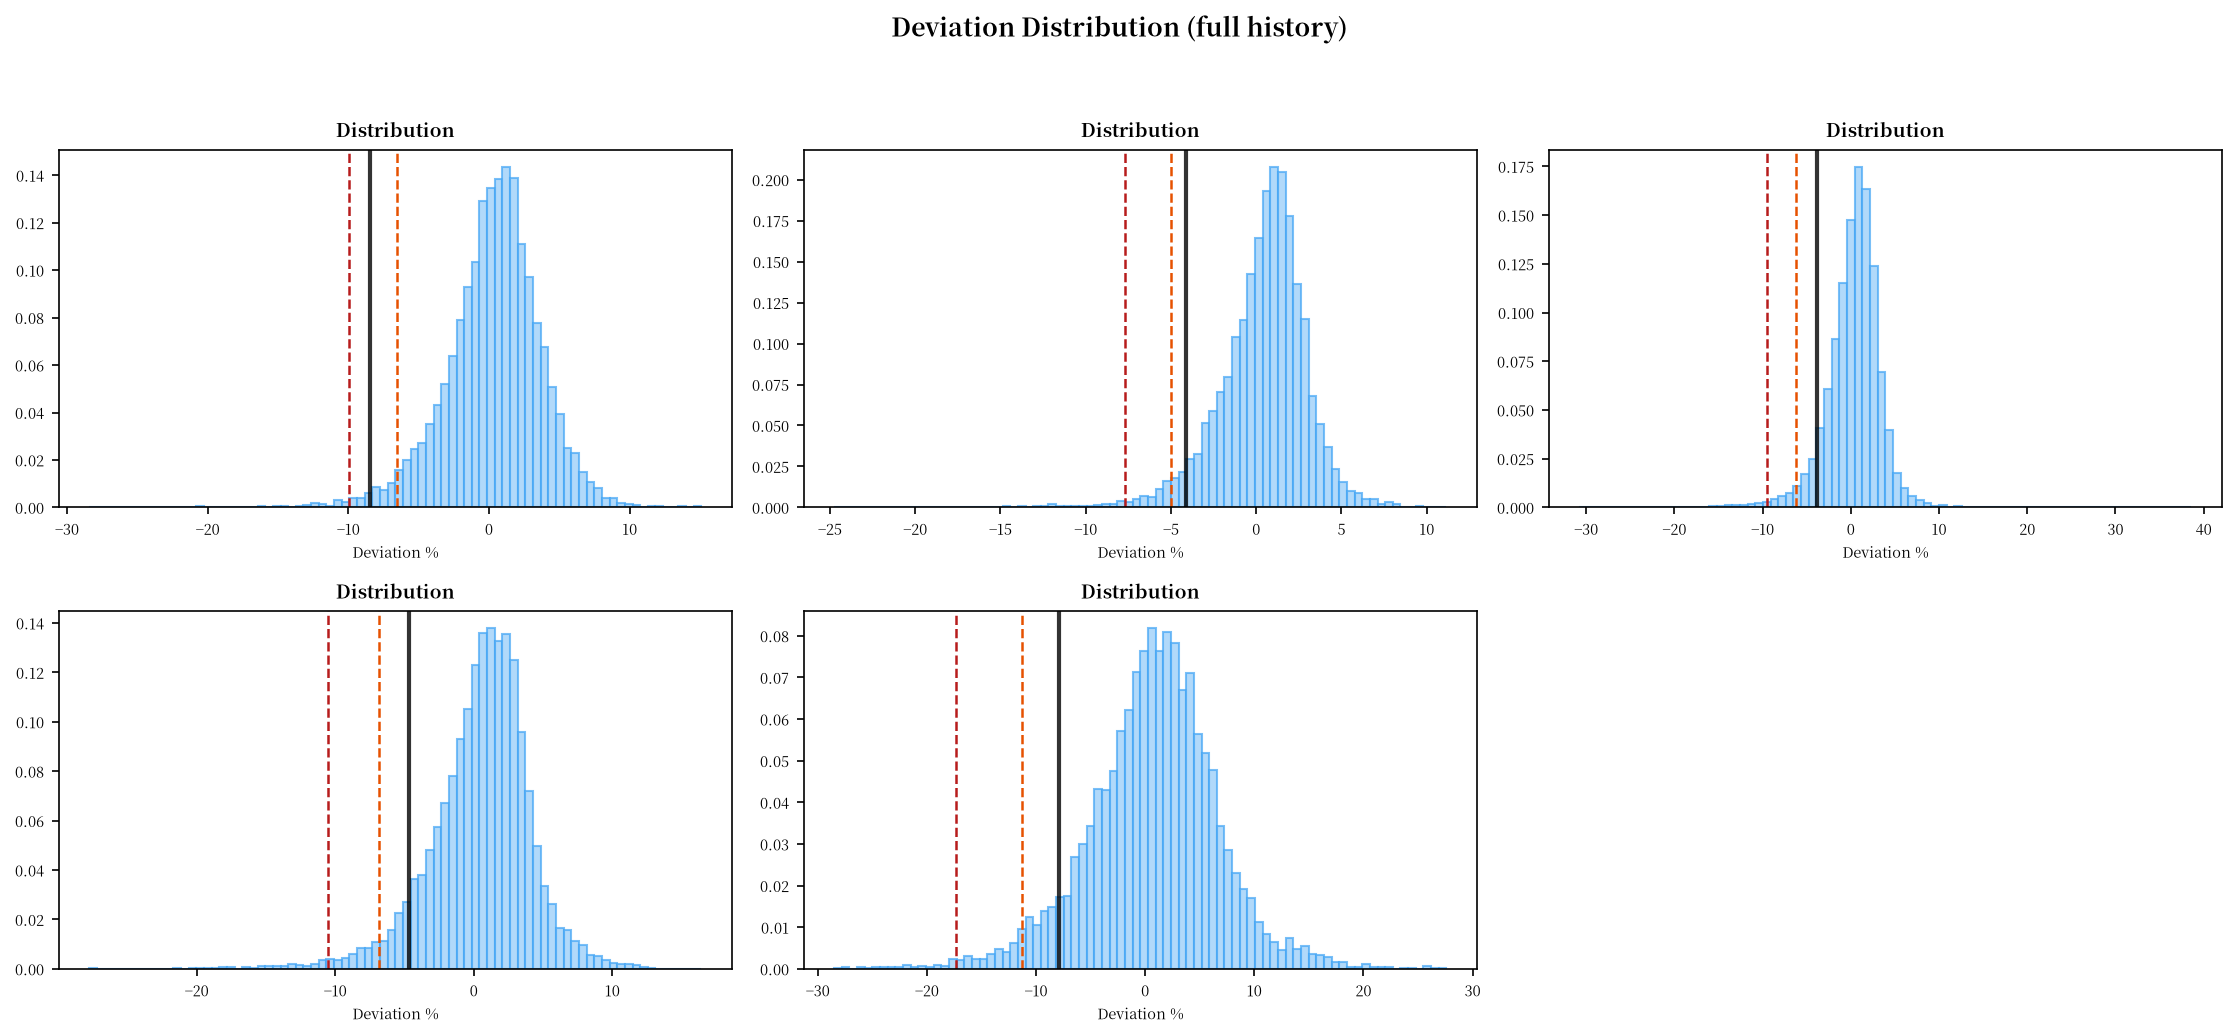 Deviation Distribution (full history)
Distribution
0.14
0.12
0.10
0.08
0.06
0.04
0.02
0.00
−30 −20 −10 0 10
Deviation %
Distribution
0.200
0.175
0.150
0.125
0.100
0.075
0.050
0.025
0.000
−25 −20 −15 −10 −5 0 5 10
Deviation %
Distribution
0.175
0.150
0.125
0.100
0.075
0.050
0.025
0.000
−30 −20 −10 0 10 20 30 40
Deviation %
Distribution
0.14
0.12
0.10
0.08
0.06
0.04
0.02
0.00
−20 −10 0 10
Deviation %
Distribution
0.08
0.07
0.06
0.05
0.04
0.03
0.02
0.01
0.00
−30 −20 −10 0 10 20 30
Deviation %